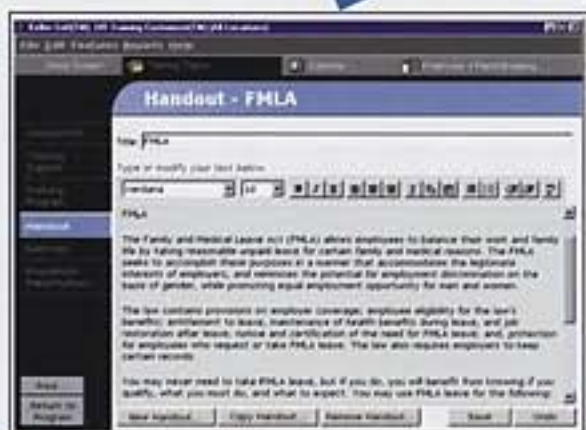 File Edit Features Reports Help
Handout - FMLA
Title FMLA
Type or modify your text below.
Verdana 10
FMLA
The Family and Medical Leave Act (FMLA) allows employees to balance their work and family
life by taking reasonable unpaid leave for certain family and medical reasons. The FMLA
seeks to accomplish these purposes in a manner that accommodates the legitimate
interests of employers, and minimizes the potential for employment discrimination on the
basis of gender, while promoting equal employment opportunity for men and women.
The law contains provisions on employer coverage; employee eligibility for the law's
benefits; entitlement to leave, maintenance of health benefits during leave, and job
restoration after leave; notice and certification of the need for FMLA leave; and, protection
for employees who request or take FMLA leave. The law also requires employers to keep
certain records.
You may never need to take FMLA leave, but if you do, you will benefit from knowing if you
qualify, what you must do, and what to expect. You may use FMLA leave for the following:
Handout
Print
Return to
Program
New Handout... Copy Handout... Remove Handout... Save Undo